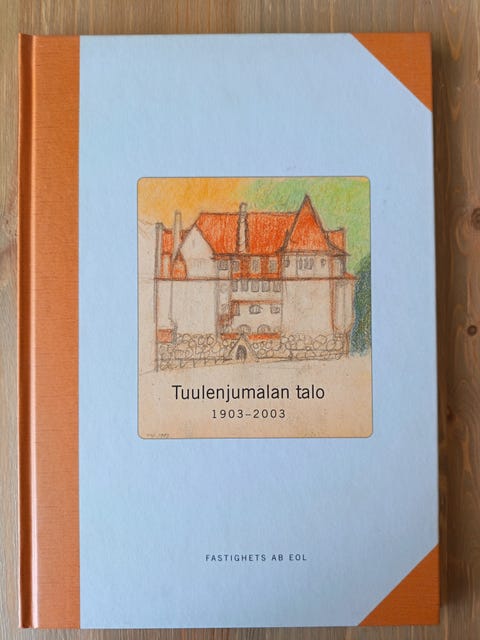 Tuulenjumalan talo
1903–2003
FASTIGHETS AB EOL